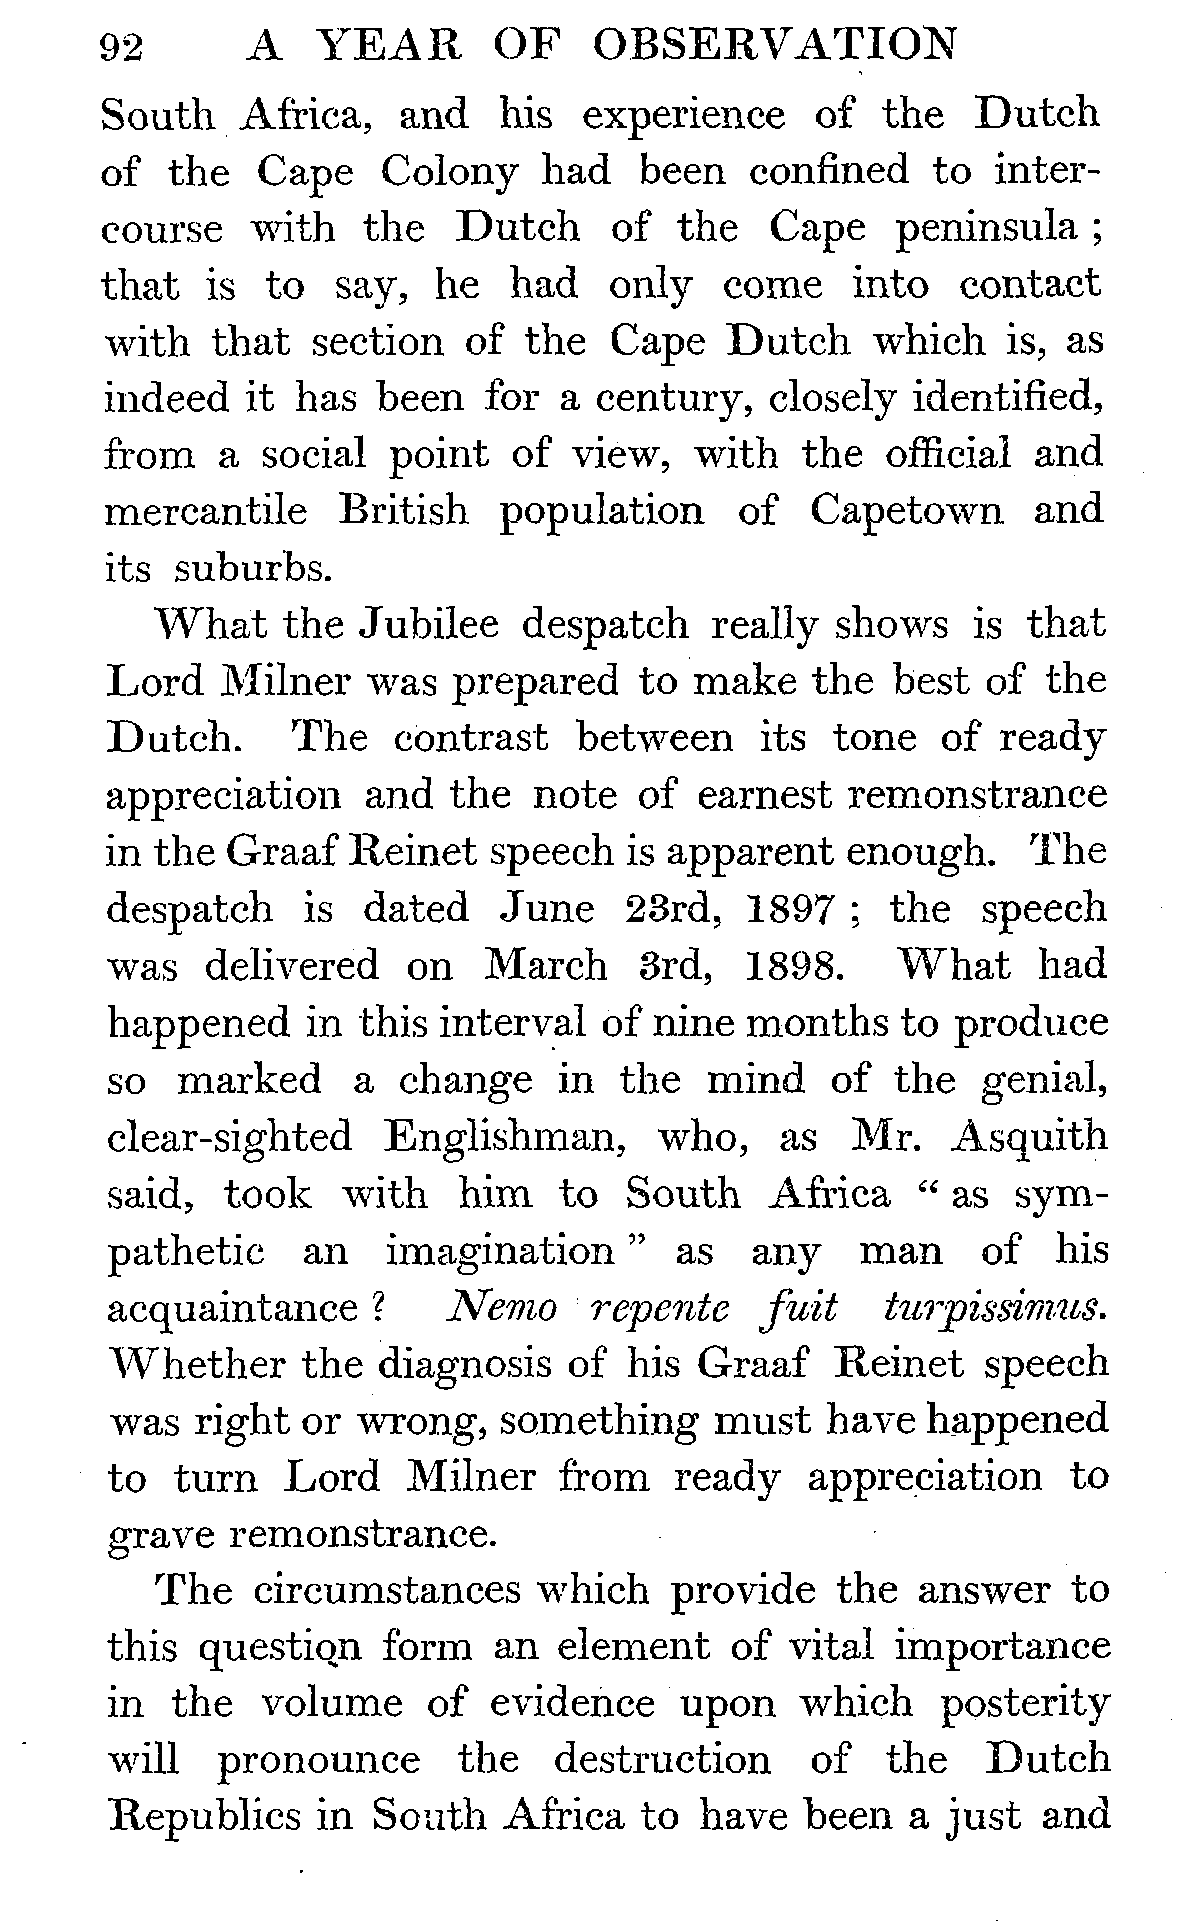 92 A YEAR OF OBSERVATION
South Africa, and his experience of the Dutch
of the Cape Colony had been confined to inter-
course with the Dutch of the Cape peninsula ;
that is to say, he had only come into contact
with that section of the Cape Dutch which is, as
indeed it has been for a century, closely identified,
from a social point of view, with the official and
mercantile British population of Capetown and
its suburbs.
What the Jubilee despatch really shows is that
Lord Milner was prepared to make the best of the
Dutch. The contrast between its tone of ready
appreciation and the note of earnest remonstrance
in the Graaf Reinet speech is apparent enough. The
despatch is dated June 23rd, 1897 ; the speech
was delivered on March 3rd, 1898. What had
happened in this interval of nine months to produce
so marked a change in the mind of the genial,
clear-sighted Englishman, who, as Mr. Asquith
said, took with him to South Africa “ as sym-
pathetic an imagination ” as any man of his
acquaintance ? Nemo repente fuit turpissimus.
Whether the diagnosis of his Graaf Reinet speech
was right or wrong, something must have happened
to turn Lord Milner from ready appreciation to
grave remonstrance.
The circumstances which provide the answer to
this question form an element of vital importance
in the volume of evidence upon which posterity
will pronounce the destruction of the Dutch
Republics in South Africa to have been a just and